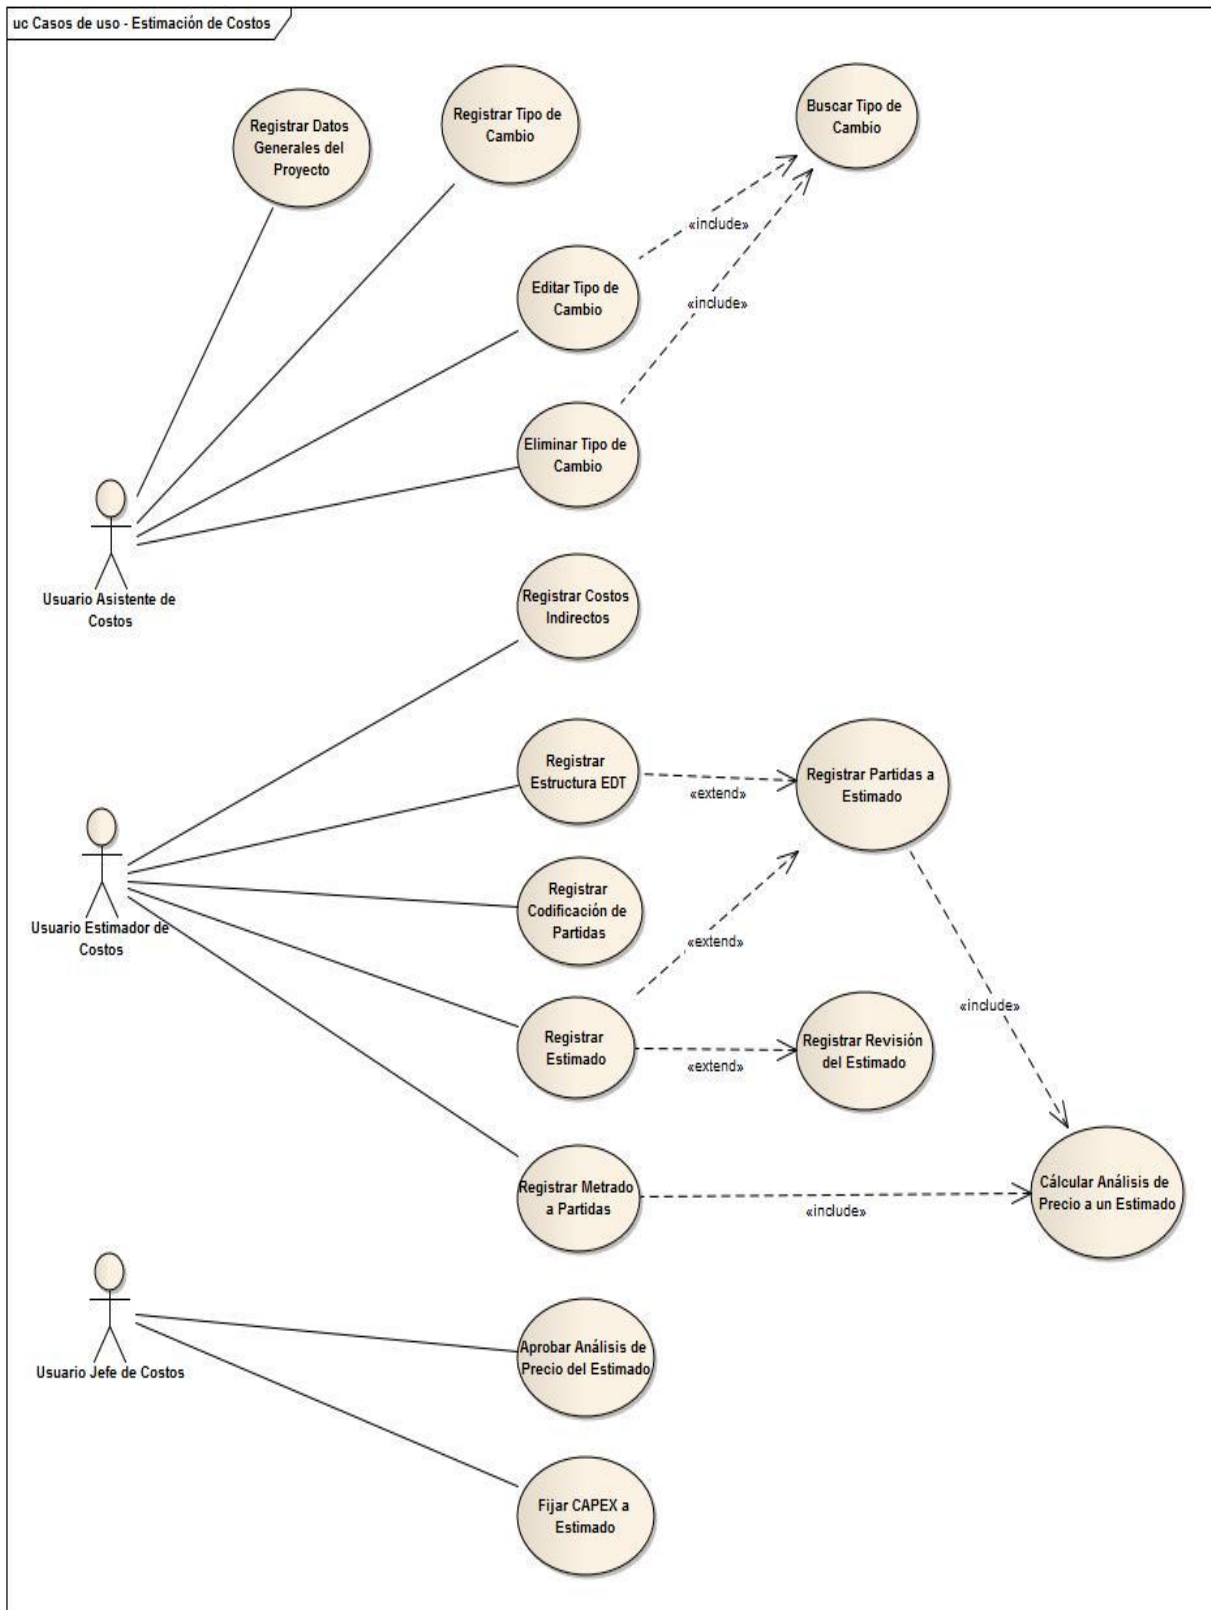 uc Casos de uso - Estimación de Costos
Registrar Datos
Generales del
Proyecto
Registrar Tipo de
Cambio
Buscar Tipo de
Cambio
«include»
Editar Tipo de
Cambio
«include»
Eliminar Tipo de
Cambio
Usuario Asistente de
Costos
Registrar Costos
Indirectos
Registrar
Estructura EDT
«extend»
Registrar Partidas a
Estimado
Registrar
Codificación de
Partidas
Usuario Estimador de
Costos
«extend»
«include»
Registrar
Estimado
«extend»
Registrar Revisión
del Estimado
Registrar Metrado
a Partidas
«include»
Cálcular Análisis de
Precio a un Estimado
Usuario Jefe de Costos
Aprobar Análisis de
Precio del Estimado
Fijar CAPEX a
Estimado